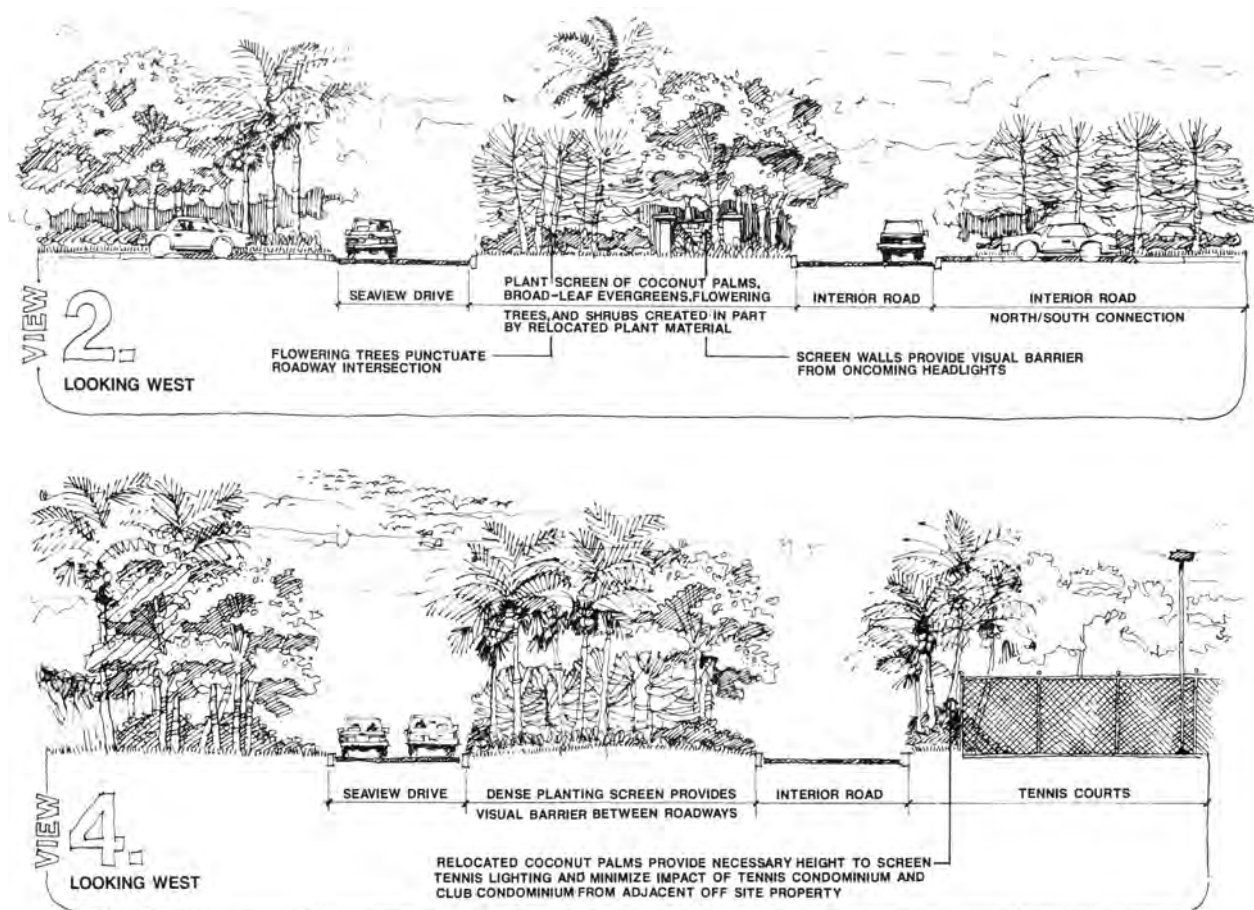 VIEW
2.
LOOKING WEST
SEAVIEW DRIVE
PLANT SCREEN OF COCONUT PALMS,
BROAD-LEAF EVERGREENS, FLOWERING
TREES, AND SHRUBS CREATED IN PART
BY RELOCATED PLANT MATERIAL
INTERIOR ROAD
INTERIOR ROAD
NORTH/SOUTH CONNECTION
FLOWERING TREES PUNCTUATE
ROADWAY INTERSECTION
SCREEN WALLS PROVIDE VISUAL BARRIER
FROM ONCOMING HEADLIGHTS
VIEW
4.
LOOKING WEST
SEAVIEW DRIVE
DENSE PLANTING SCREEN PROVIDES
VISUAL BARRIER BETWEEN ROADWAYS
INTERIOR ROAD
TENNIS COURTS
RELOCATED COCONUT PALMS PROVIDE NECESSARY HEIGHT TO SCREEN
TENNIS LIGHTING AND MINIMIZE IMPACT OF TENNIS CONDOMINIUM AND
CLUB CONDOMINIUM FROM ADJACENT OFF SITE PROPERTY